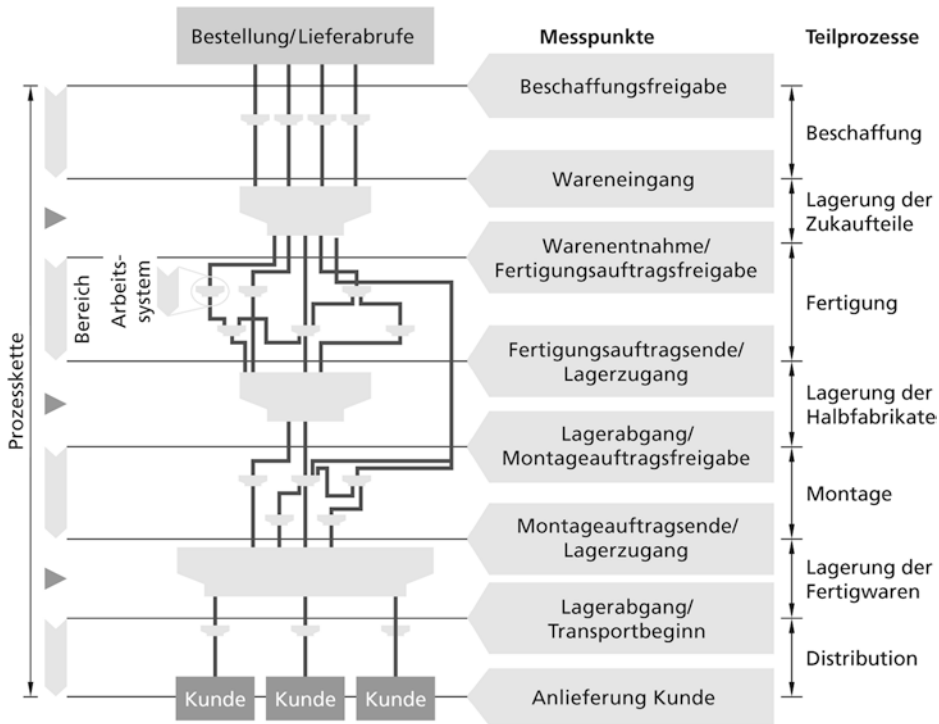 Bestellung/Lieferabrufe
Messpunkte
Teilprozesse
Beschaffungsfreigabe
Beschaffung
Wareneingang
Lagerung der
Zukaufteile
Warenentnahme/
Fertigungsauftragsfreigabe
Bereich
Arbeits-
system
Fertigung
Prozesskette
Fertigungsauftragsende/
Lagerzugang
Lagerung der
Halbfabrikate
Lagerabgang/
Montageauftragsfreigabe
Montage
Montageauftragsende/
Lagerzugang
Lagerung der
Fertigwaren
Lagerabgang/
Transportbeginn
Distribution
Kunde
Kunde
Kunde
Anlieferung Kunde